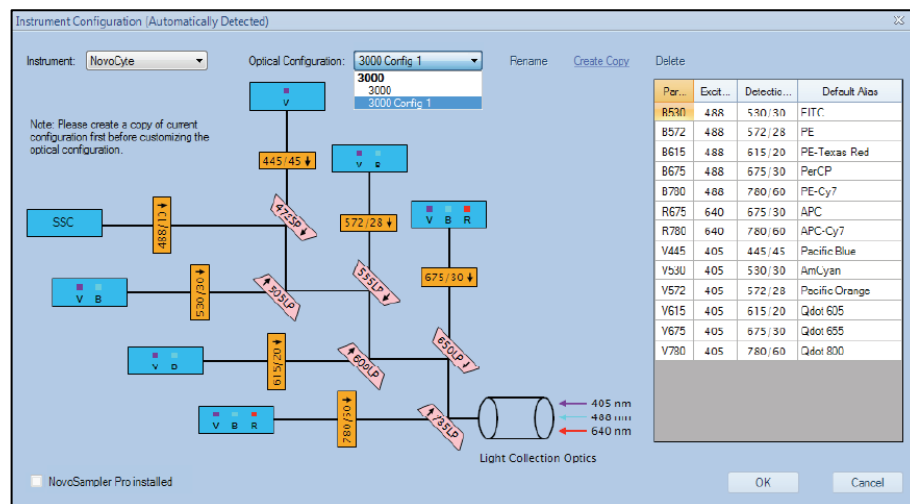 Instrument Configuration (Automatically Detected)
Instrument: NovoCyte Optical Configuration: 3000 Config 1 Rename Create Copy Delete
3000
3000
3000 Config 1
Note: Please create a copy of current
configuration first before customizing the
optical configuration.
V
445/45
V B
475SP
572/28
V B R
SSC
488/10
675/30
V B
530/30
505LP
555LP
V
615/20
600LP
650LP
V B R
780/60
735LP
405 nm
488 nm
640 nm
Light Collection Optics
Par... Excit... Detectio... Default Alias
B530 488 530/30 FITC
B572 488 572/28 PE
B615 488 615/20 PE-Texas Red
B675 488 675/30 PerCP
B780 488 780/60 PE-Cy7
R675 640 675/30 APC
R780 640 780/60 APC-Cy7
V445 405 445/45 Pacific Blue
V530 405 530/30 AmCyan
V572 405 572/28 Pacific Orange
V615 405 615/20 Qdot 605
V675 405 675/30 Qdot 655
V780 405 780/60 Qdot 800
NovoSampler Pro installed
OK Cancel